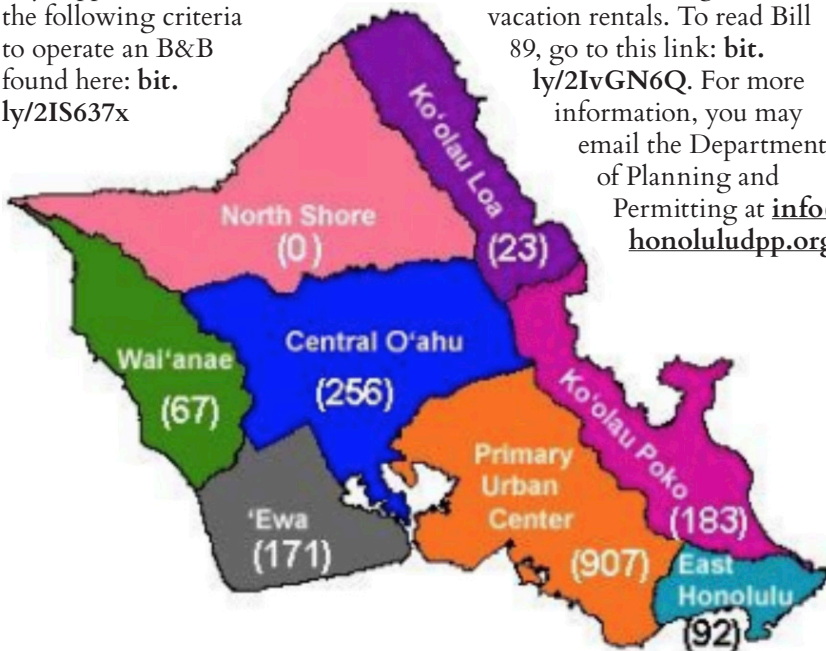 the following criteria
to operate an B&B
found here: bit.
ly/2IS637x
vacation rentals. To read Bill
89, go to this link: bit.
ly/2IvGN6Q. For more
information, you may
email the Department
of Planning and
Permitting at info@
honoluludpp.org
Ko'olau Loa
(23)
North Shore
(0)
Wai'anae
(67)
Central O'ahu
(256)
Ko'olau Poko
(183)
'Ewa
(171)
Primary
Urban
Center
(907)
East
Honolulu
(92)